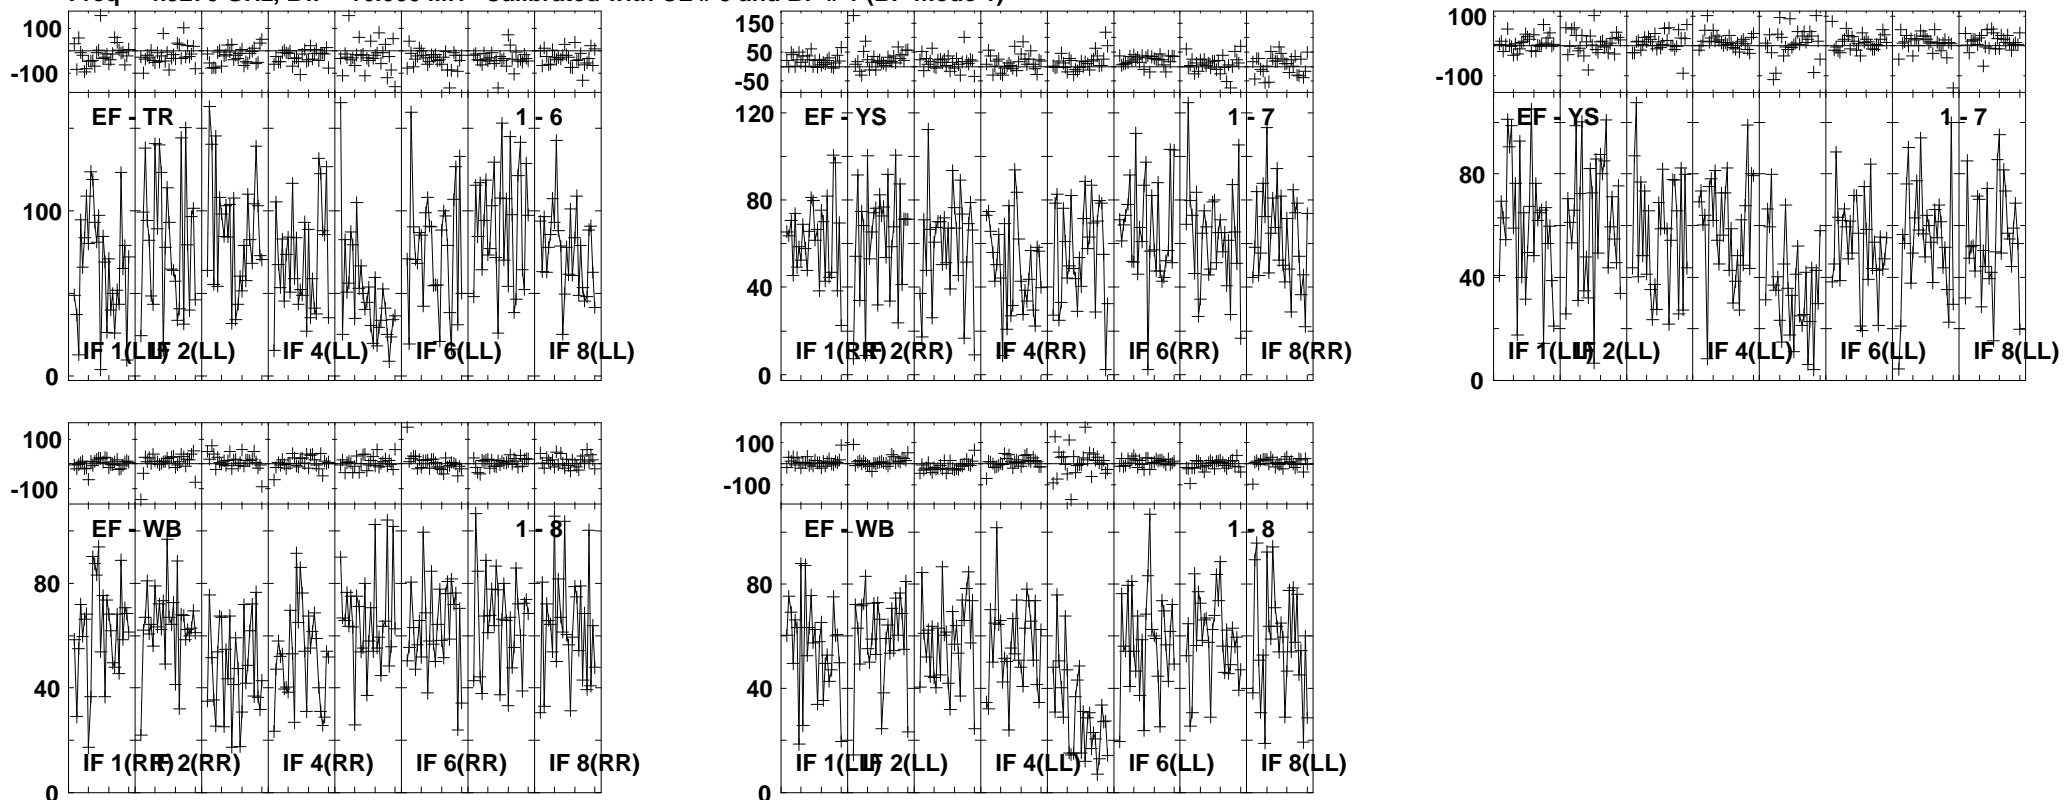 100
-100
EF - TR
1 - 6
100
0
IF 1(LL)
IF 2(LL)
IF 4(LL)
IF 6(LL)
IF 8(LL)
150
50
-50
EF - YS
1 - 7
120
80
40
0
IF 1(RR)
IF 2(RR)
IF 4(RR)
IF 6(RR)
IF 8(RR)
100
-100
EF - YS
1 - 7
80
40
0
IF 1(LL)
IF 2(LL)
IF 4(LL)
IF 6(LL)
IF 8(LL)
100
-100
EF - WB
1 - 8
80
40
0
IF 1(RR)
IF 2(RR)
IF 4(RR)
IF 6(RR)
IF 8(RR)
100
-100
EF - WB
1 - 8
80
40
0
IF 1(LL)
IF 2(LL)
IF 4(LL)
IF 6(LL)
IF 8(LL)